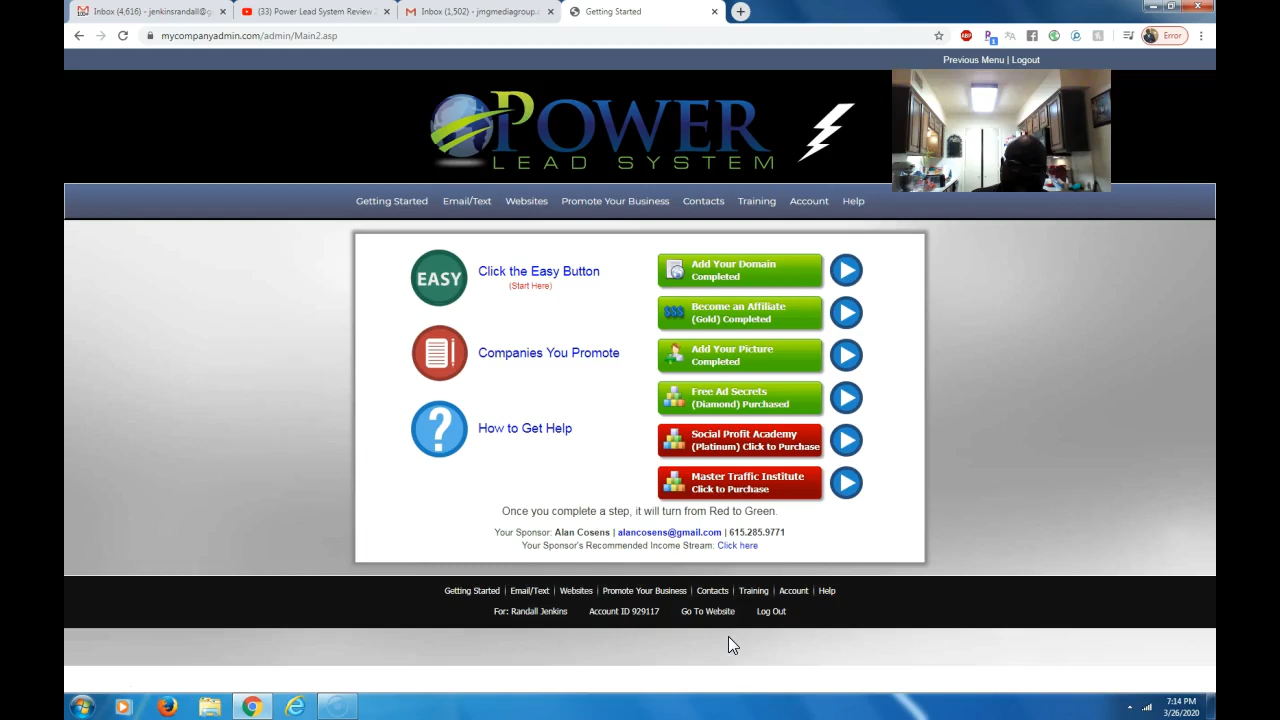 Inbox (4,616) - jenkinsrandall@g
(33) Power Lead System Review
Inbox (1,502) - jmgmediagroup.c
Getting Started
mycompanyadmin.com/admin/Main2.asp
ABP
Error
Previous Menu | Logout
POWER
LEAD SYSTEM
Getting Started Email/Text Websites Promote Your Business Contacts Training Account Help
EASY
Click the Easy Button
(Start Here)
Companies You Promote
?
How to Get Help
Add Your Domain
Completed
Become an Affiliate
(Gold) Completed
Add Your Picture
Completed
Free Ad Secrets
(Diamond) Purchased
Social Profit Academy
(Platinum) Click to Purchase
Master Traffic Institute
Click to Purchase
Once you complete a step, it will turn from Red to Green.
Your Sponsor: Alan Cosens | alancosens@gmail.com | 615.285.9771
Your Sponsor's Recommended Income Stream: Click here
Getting Started | Email/Text | Websites | Promote Your Business | Contacts | Training | Account | Help
For: Randall Jenkins Account ID 929117 Go To Website Log Out
7:14 PM
3/26/2020